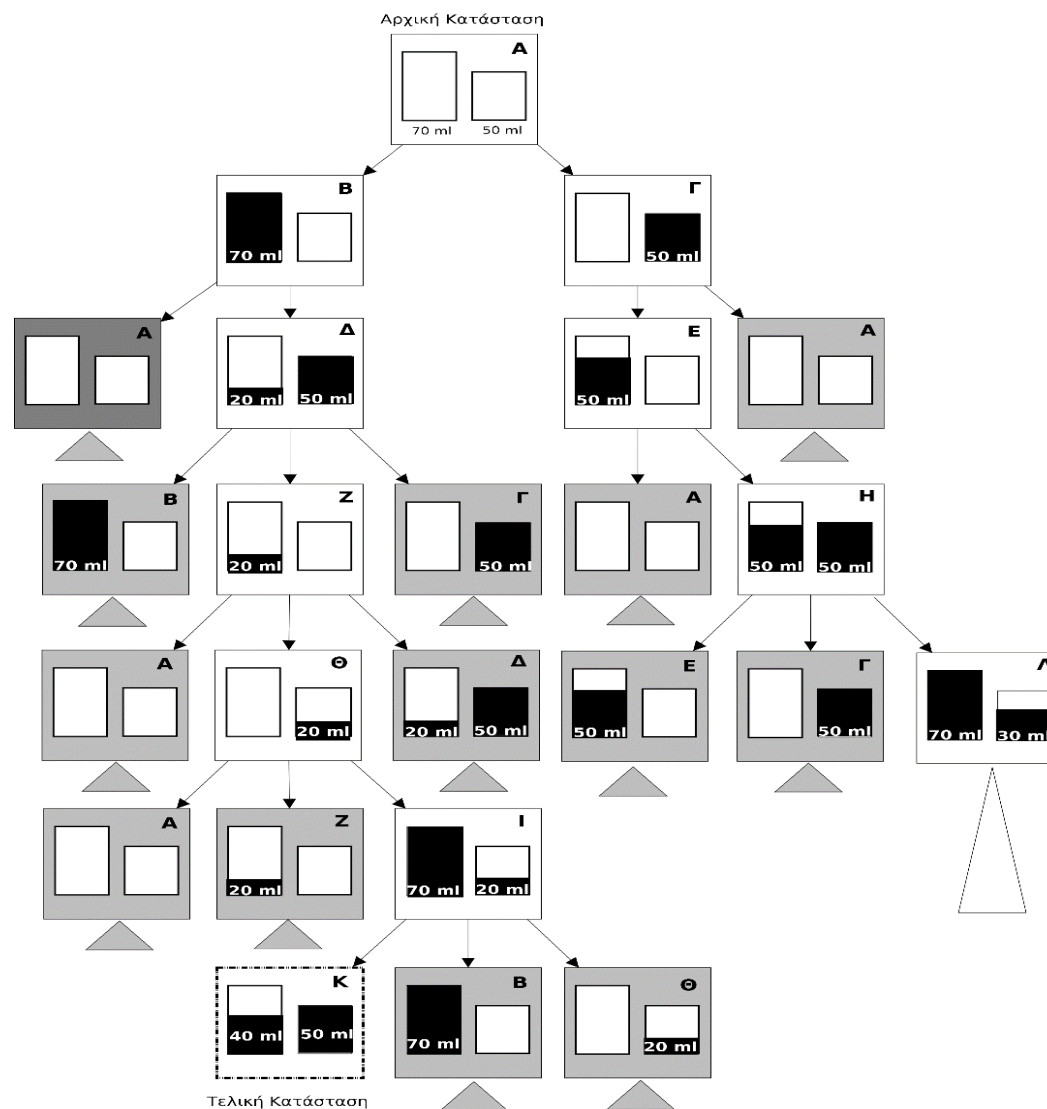 Αρχική Κατάσταση
Α
70 ml 50 ml
Β
70 ml
Γ
50 ml
Α
Δ
20 ml 50 ml
Ε
50 ml
Α
Β
70 ml
Ζ
20 ml
Γ
50 ml
Α
Η
50 ml 50 ml
Α
Θ
20 ml
Δ
20 ml 50 ml
Ε
50 ml
Γ
50 ml
Λ
70 ml 30 ml
Α
Ζ
20 ml
Ι
70 ml 20 ml
Κ
40 ml 50 ml
Β
70 ml
Θ
20 ml
Τελική Κατάσταση